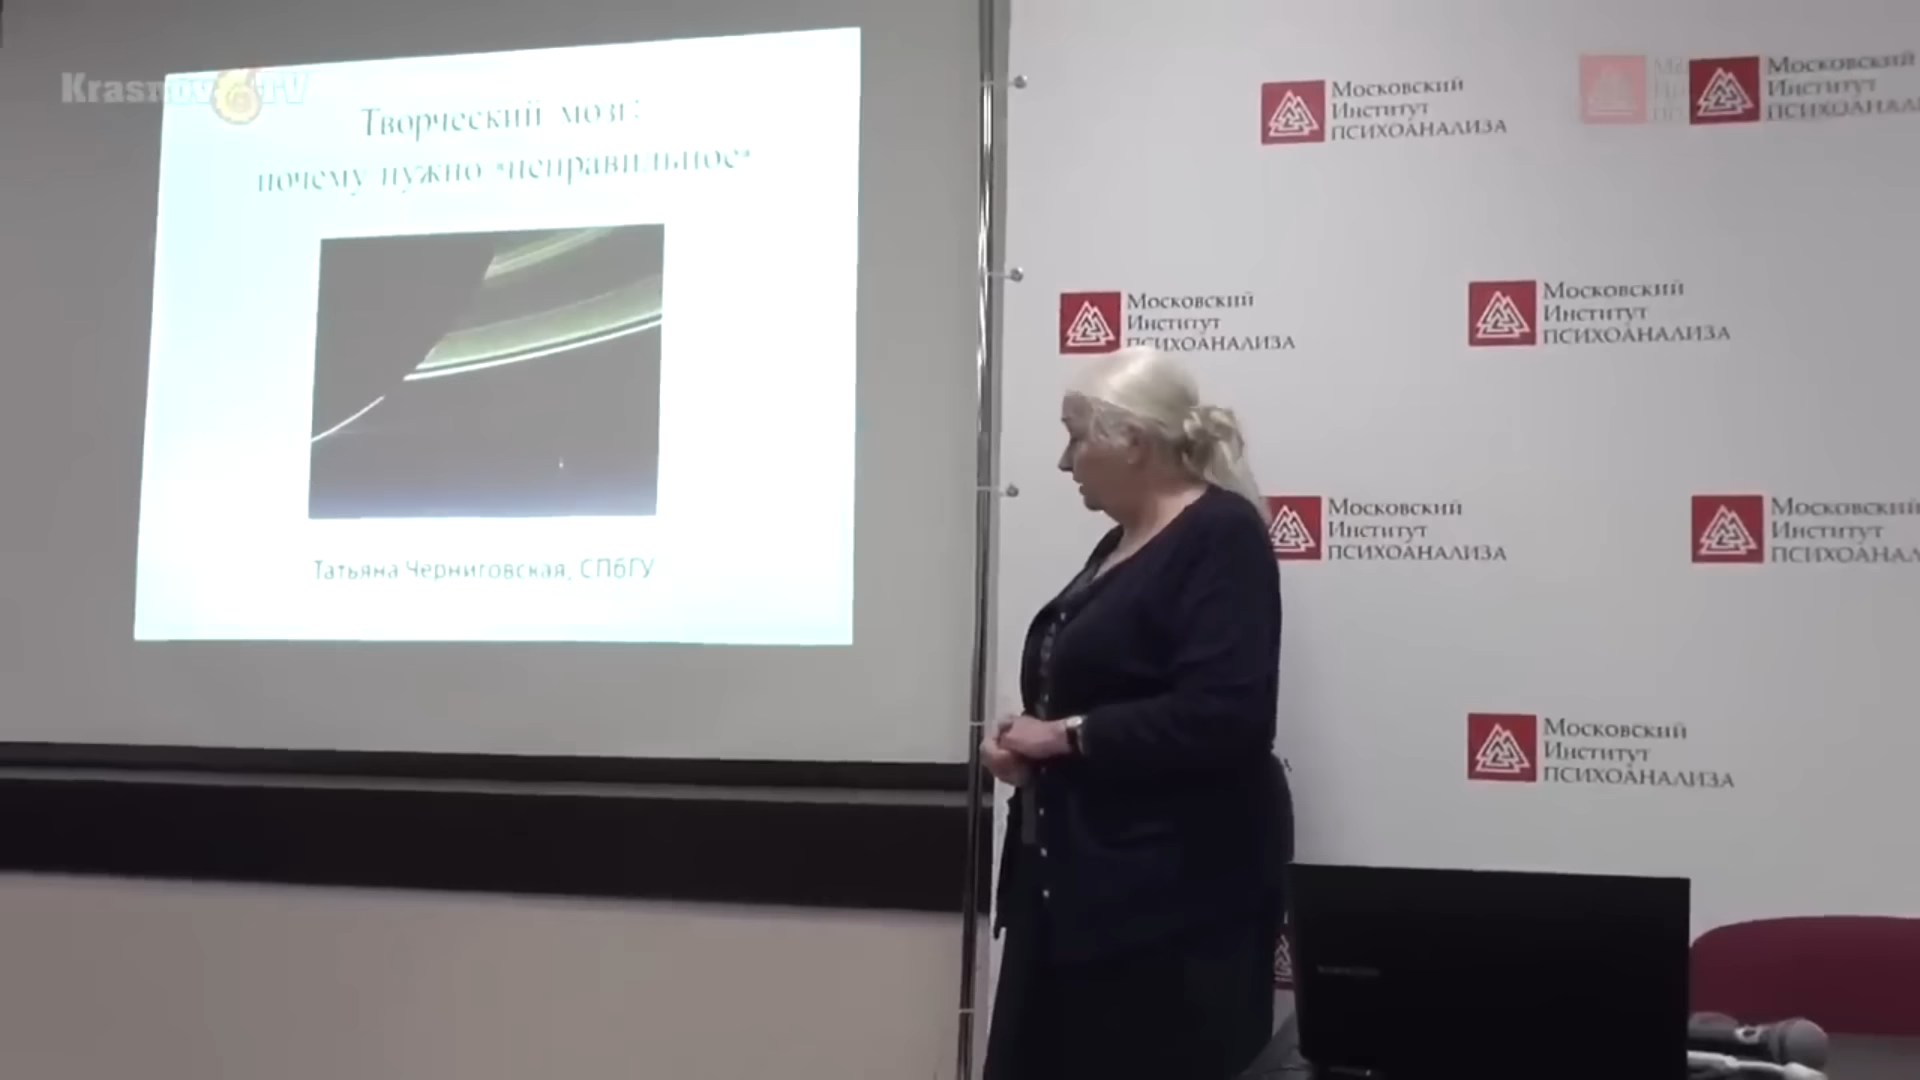 Krasnov TV
Творческий мозг:
почему нужно «неправильное»
Татьяна Черниговская, СПбГУ
Московский
Институт
ПСИХОАНАЛИЗА
Московский
Институт
ПСИХОАНАЛИЗА
Московский
Институт
ПСИХОАНАЛИЗА
Московский
Институт
ПСИХОАНАЛИЗА
Московский
Институт
ПСИХОАНАЛИЗА
Московский
Институт
ПСИХОАНАЛИЗА
Московский
Институт
ПСИХОАНАЛИЗА